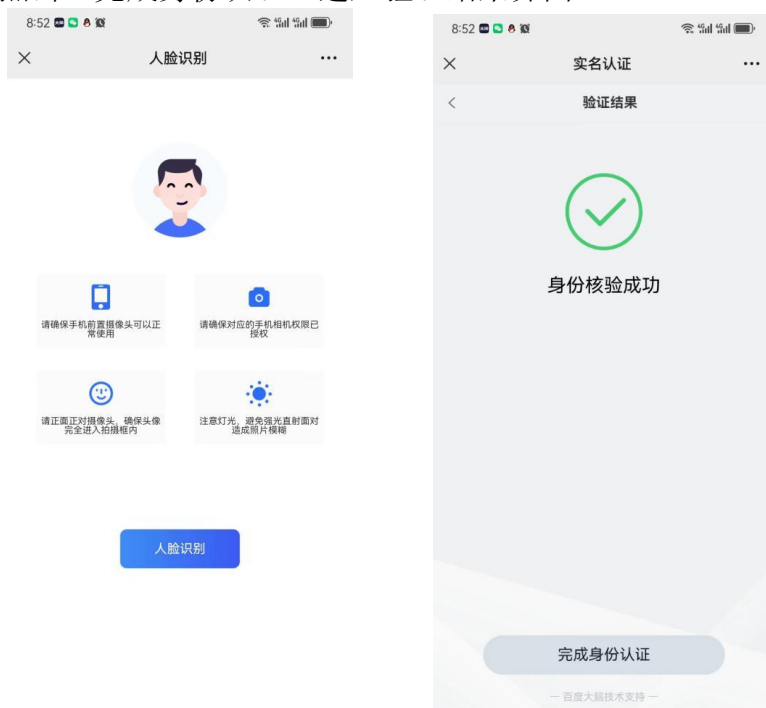 8:52
人脸识别
请确保手机前置摄像头可以正
常使用
请确保对应的手机相机权限已
授权
请正面正对摄像头，确保头像
完全进入拍摄框内
注意灯光，避免强光直射面对
造成照片模糊
人脸识别
8:52
实名认证
验证结果
身份核验成功
完成身份认证
— 百度大脑技术支持 —